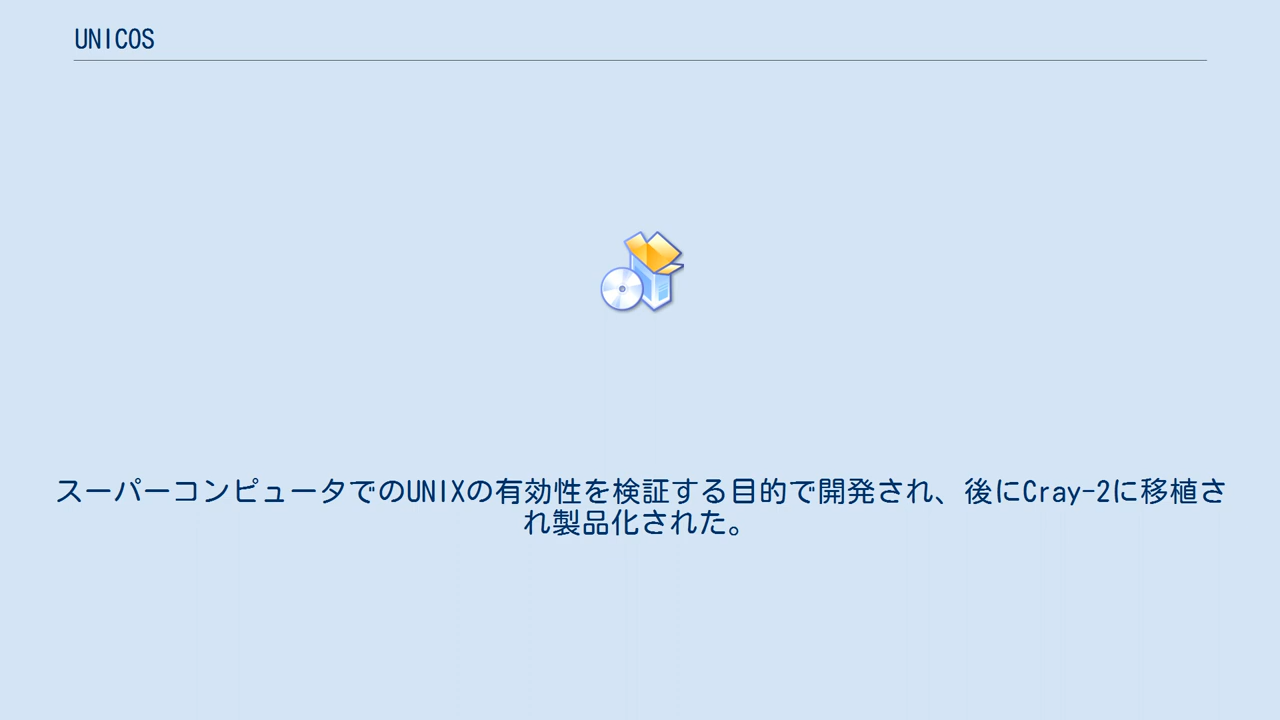 UNICOS
スーパーコンピュータでのUNIXの有効性を検証する目的で開発され、後にCray-2に移植さ
れ製品化された。